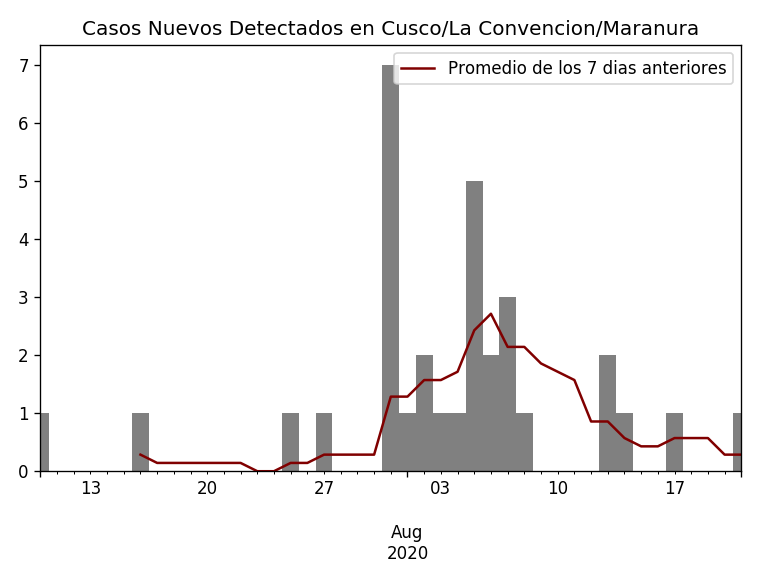 Casos Nuevos Detectados en Cusco/La Convencion/Maranura
Promedio de los 7 dias anteriores
7
6
5
4
3
2
1
0
13 20 27 03 10 17
Aug
2020